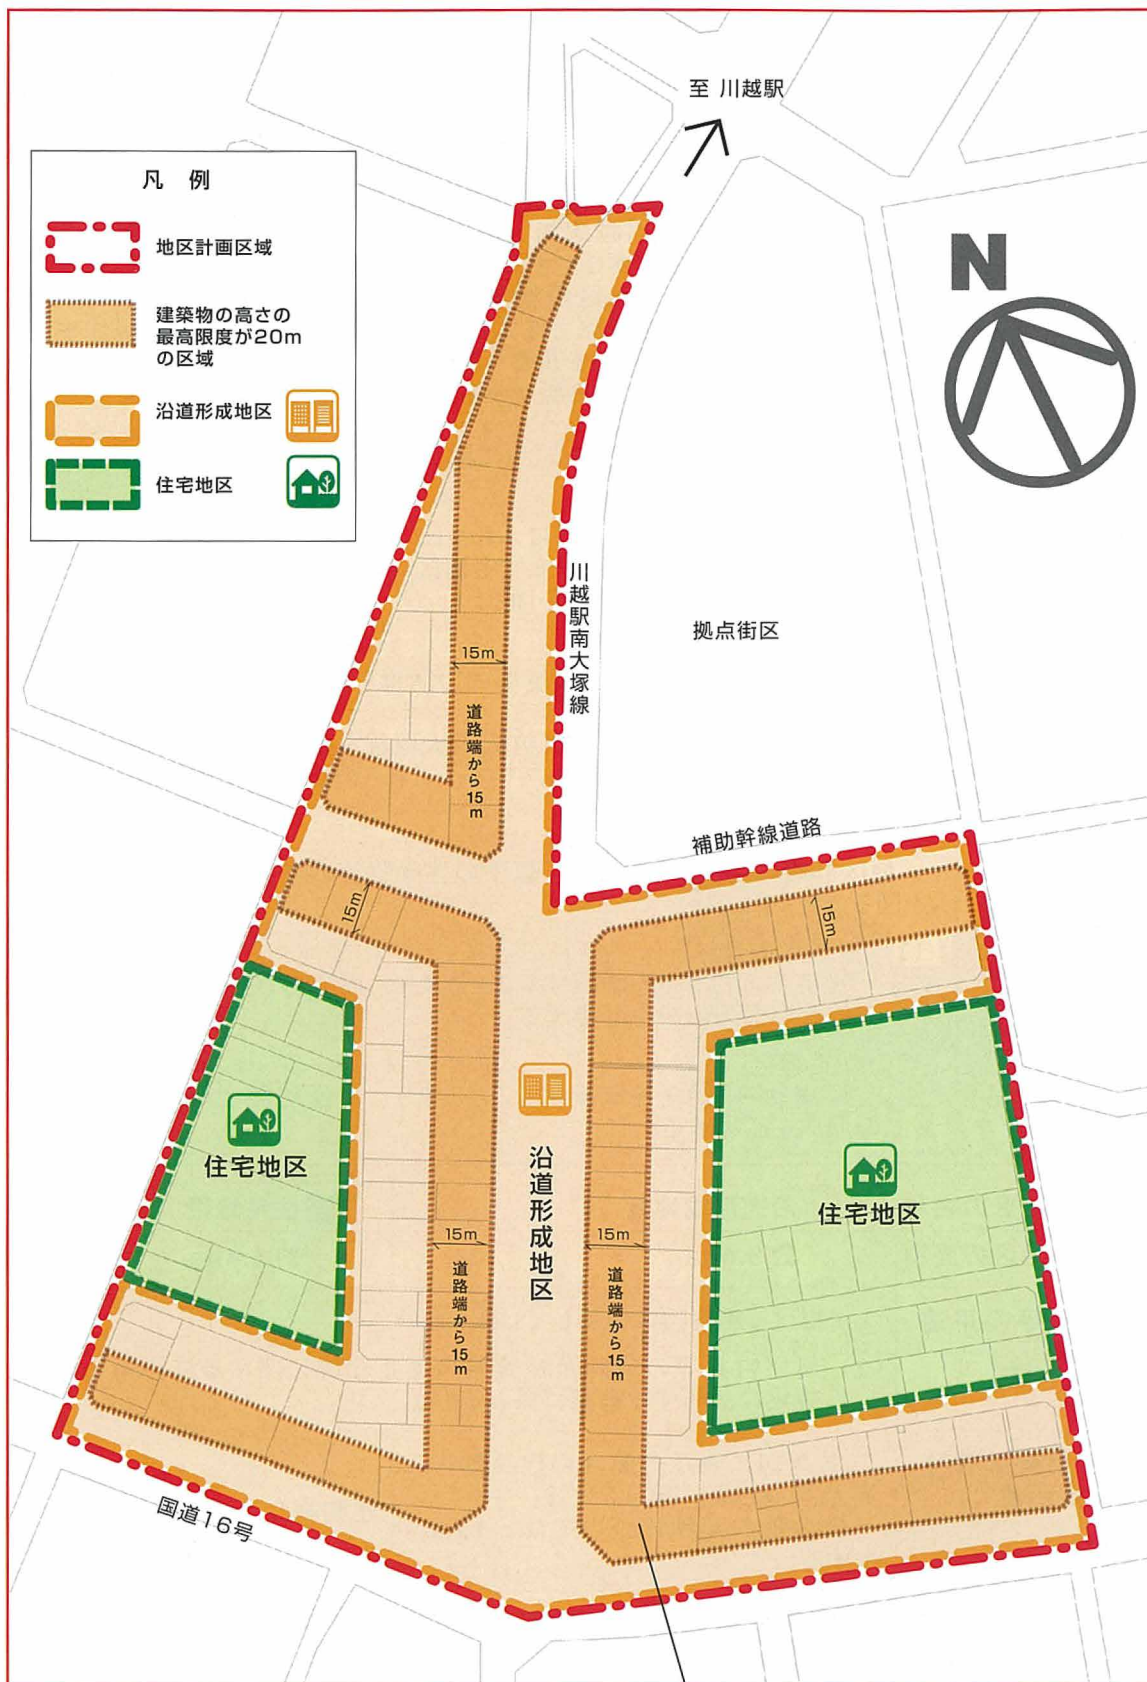 至 川越駅
凡 例
地区計画区域
建築物の高さの
最高限度が20m
の区域
沿道形成地区
住宅地区
N
川越駅南大塚線
拠点街区
15m
道路端から15m
補助幹線道路
15m
15m
住宅地区
沿道形成地区
住宅地区
15m
道路端から15m
15m
道路端から15m
国道16号